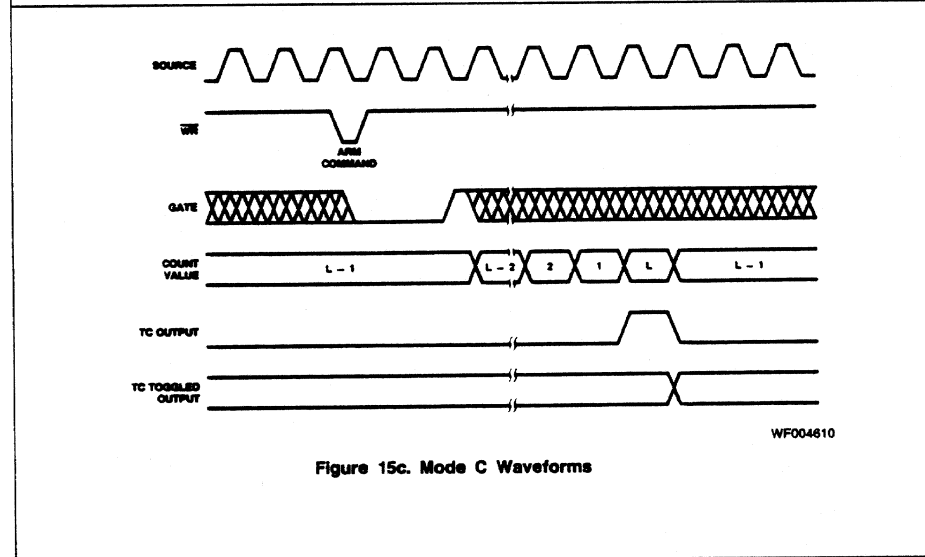 SOURCE
WR
ARM
COMMAND
GATE
COUNT
VALUE
L – 1
L – 2
2
1
L
L – 1
TC OUTPUT
TC TOGGLED
OUTPUT
WF004610
Figure 15c. Mode C Waveforms